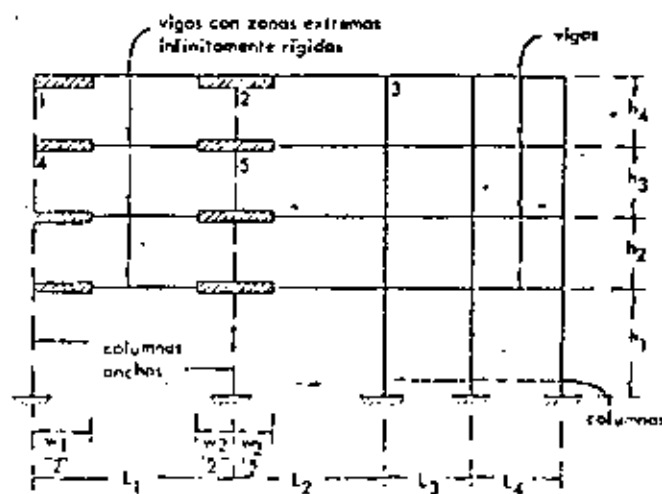 vigas con zonas extremas
infinitamente rígidas
vigas
1
2
3
4
5
h4
h3
h2
h1
columnas
anchas
columnas
w1
2
w2
2
w2
2
L1
L2
L3
L4